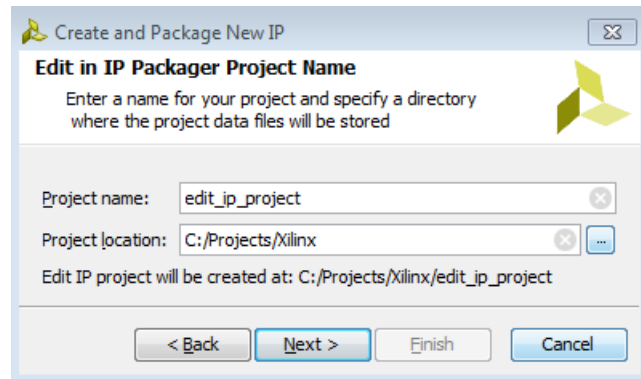 Create and Package New IP
Edit in IP Packager Project Name
Enter a name for your project and specify a directory
where the project data files will be stored
Project name: edit_ip_project
Project location: C:/Projects/Xilinx ...
Edit IP project will be created at: C:/Projects/Xilinx/edit_ip_project
< Back Next > Finish Cancel